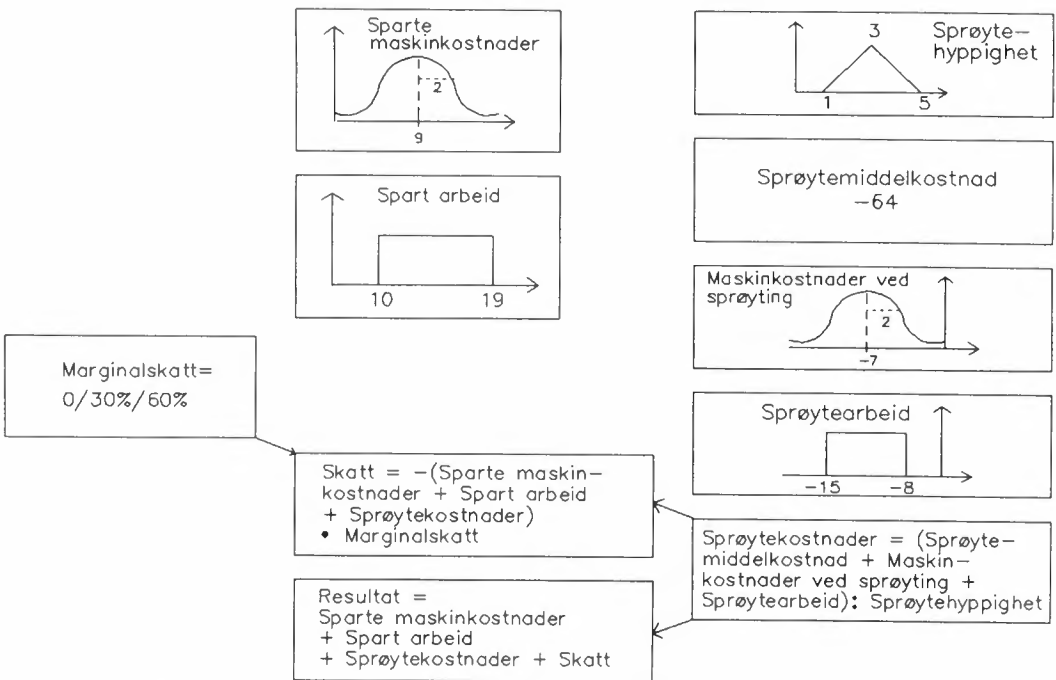 Sparte
maskinkostnader
2
9
Spart arbeid
10 19
Marginalskatt=
0/30%/60%
Skatt = -(Sparte maskin-
kostnader + Spart arbeid
+ Sprøytekostnader)
• Marginalskatt
Resultat =
Sparte maskinkostnader
+ Spart arbeid
+ Sprøytekostnader + Skatt
3 Sprøyte-
hyppighet
1 5
Sprøytemiddelkostnad
-64
Maskinkostnader ved
sprøyting
2
-7
Sprøytearbeid
-15 -8
Sprøytekostnader = (Sprøyte-
middelkostnad + Maskin-
kostnader ved sprøyting +
Sprøytearbeid): Sprøytehyppighet